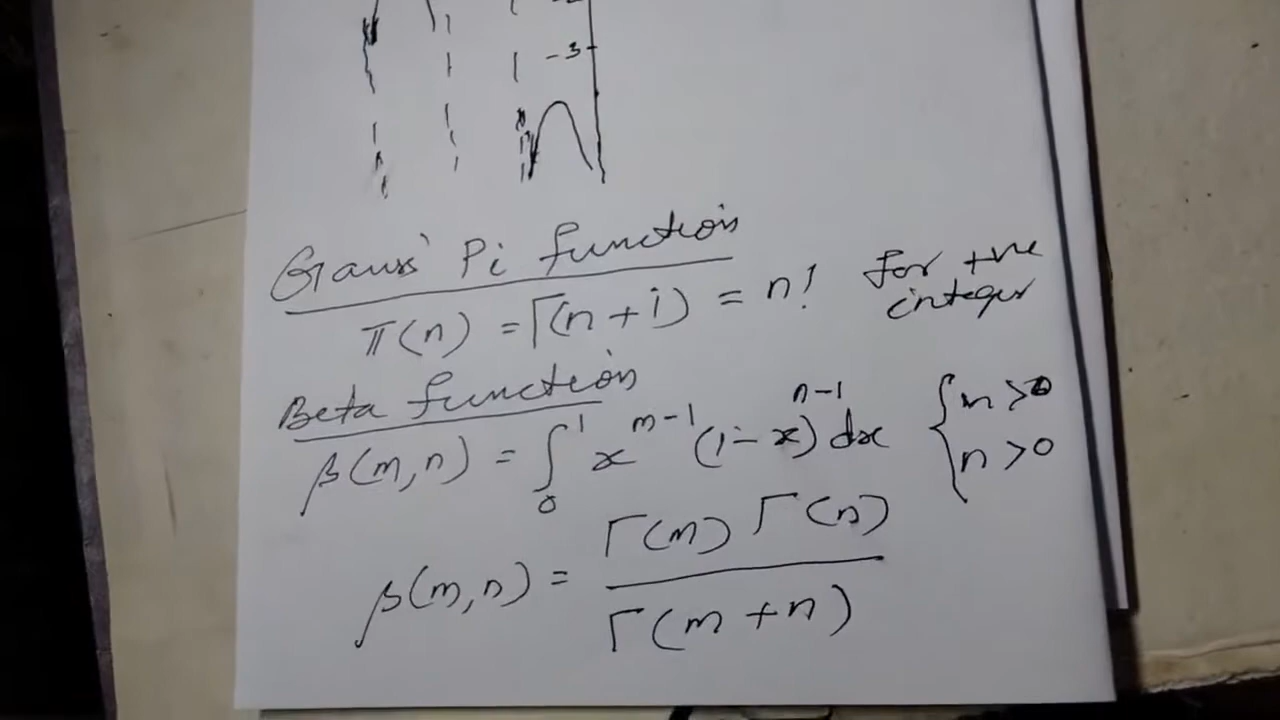 -3
Gauss' Pi function
π(n) = Γ(n+1) = n! for +ve integer
Beta function
β(m,n) = ∫₀¹ x^(m-1) (1-x)^(n-1) dx { m>0 n>0
β(m,n) = Γ(m) Γ(n) / Γ(m+n)